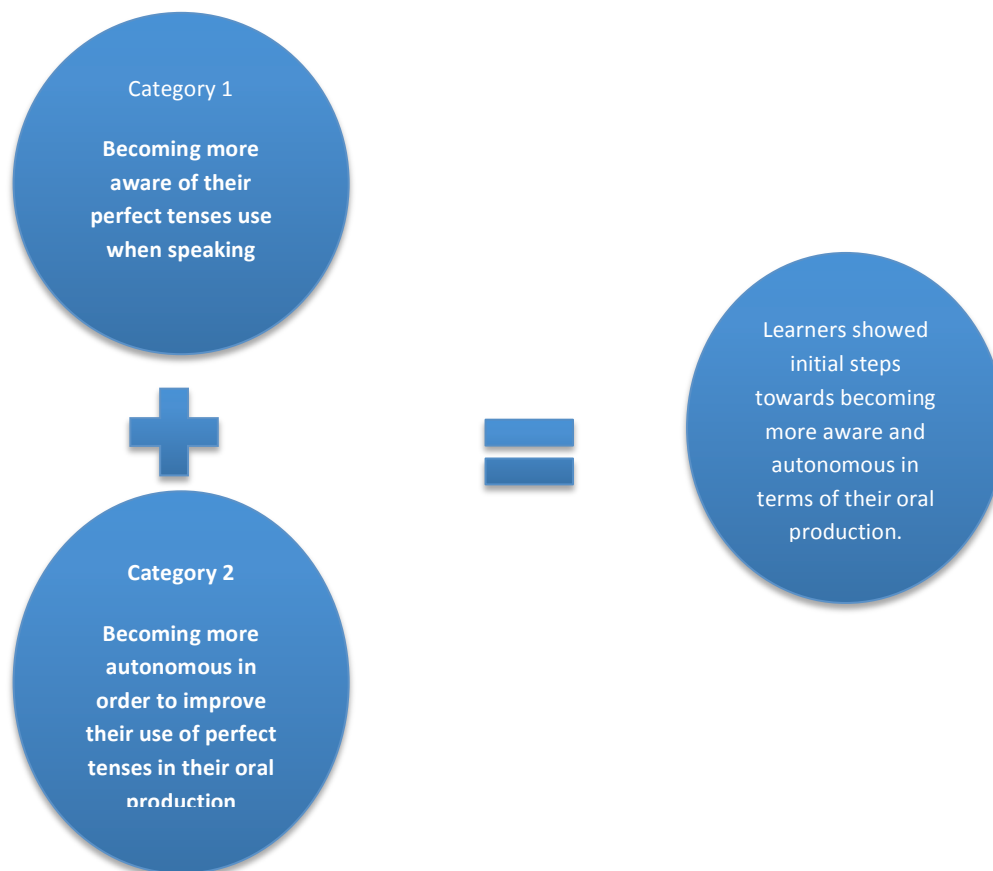 Category 1
Becoming more
aware of their
perfect tenses use
when speaking
Category 2
Becoming more
autonomous in
order to improve
their use of perfect
tenses in their oral
production
Learners showed
initial steps
towards becoming
more aware and
autonomous in
terms of their oral
production.